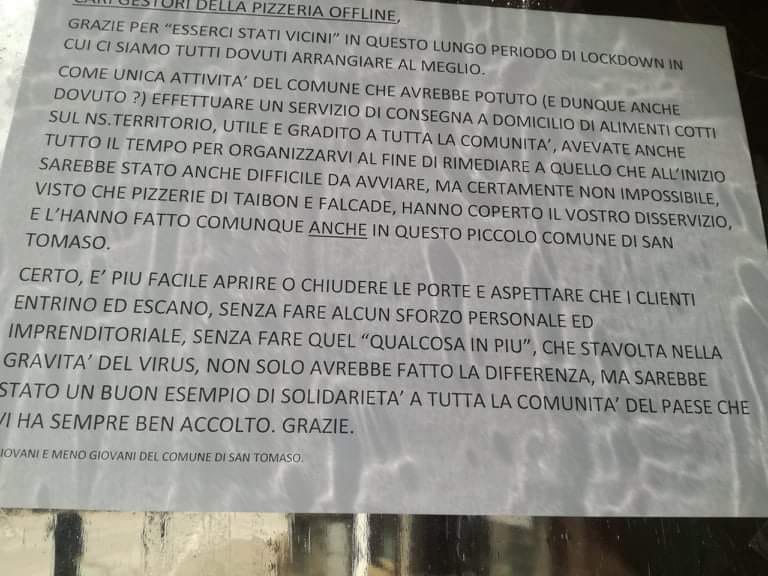 CARI GESTORI DELLA PIZZERIA OFFLINE,
GRAZIE PER “ESSERCI STATI VICINI” IN QUESTO LUNGO PERIODO DI LOCKDOWN IN
CUI CI SIAMO TUTTI DOVUTI ARRANGIARE AL MEGLIO.
COME UNICA ATTIVITA’ DEL COMUNE CHE AVREBBE POTUTO (E DUNQUE ANCHE
DOVUTO ?) EFFETTUARE UN SERVIZIO DI CONSEGNA A DOMICILIO DI ALIMENTI COTTI
SUL NS.TERRITORIO, UTILE E GRADITO A TUTTA LA COMUNITA’, AVEVATE ANCHE
TUTTO IL TEMPO PER ORGANIZZARVI AL FINE DI RIMEDIARE A QUELLO CHE ALL’INIZIO
SAREBBE STATO ANCHE DIFFICILE DA AVVIARE, MA CERTAMENTE NON IMPOSSIBILE,
VISTO CHE PIZZERIE DI TAIBON E FALCADE, HANNO COPERTO IL VOSTRO DISSERVIZIO,
E L’HANNO FATTO COMUNQUE ANCHE IN QUESTO PICCOLO COMUNE DI SAN
TOMASO.
CERTO, E’ PIU FACILE APRIRE O CHIUDERE LE PORTE E ASPETTARE CHE I CLIENTI
ENTRINO ED ESCANO, SENZA FARE ALCUN SFORZO PERSONALE ED
IMPRENDITORIALE, SENZA FARE QUEL “QUALCOSA IN PIU”, CHE STAVOLTA NELLA
GRAVITA’ DEL VIRUS, NON SOLO AVREBBE FATTO LA DIFFERENZA, MA SAREBBE
STATO UN BUON ESEMPIO DI SOLIDARIETA’ A TUTTA LA COMUNITA’ DEL PAESE CHE
VI HA SEMPRE BEN ACCOLTO. GRAZIE.
IOVANI E MENO GIOVANI DEL COMUNE DI SAN TOMASO.